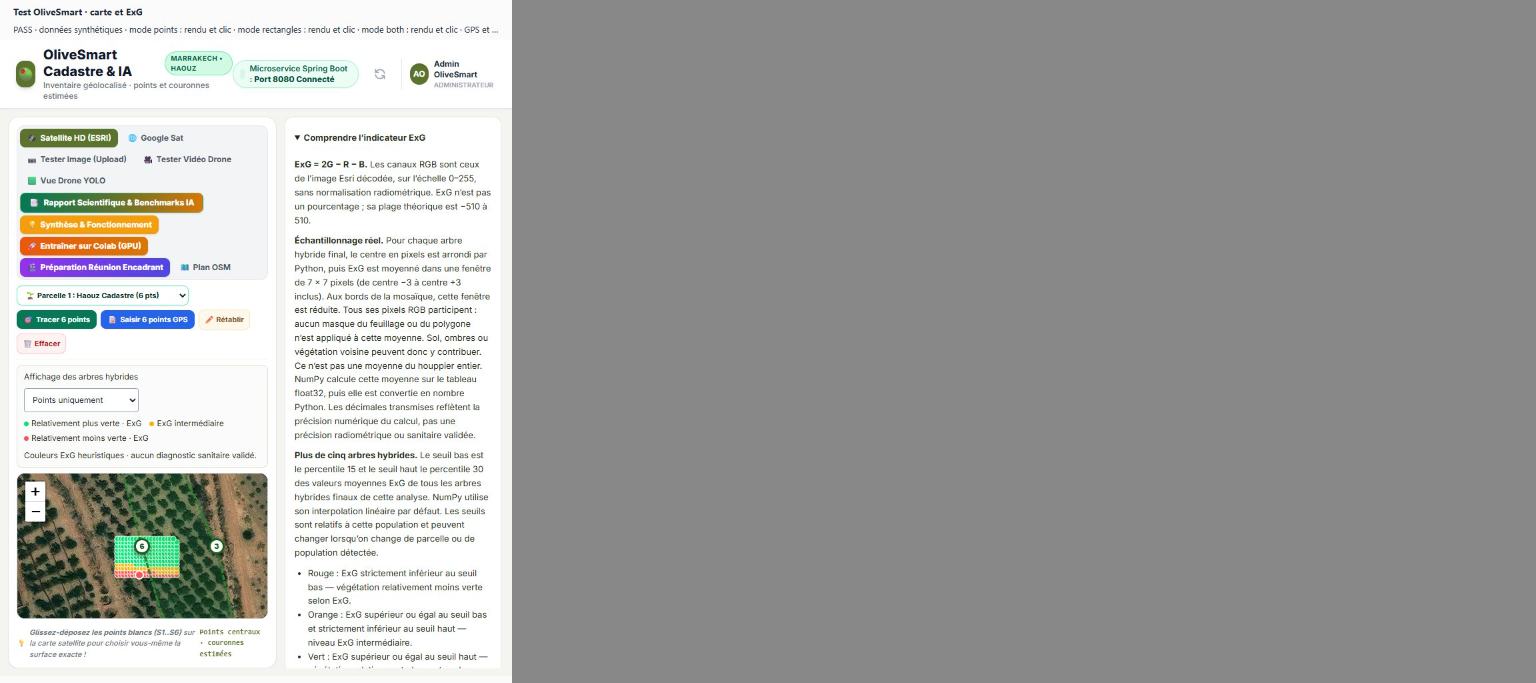 Test OliveSmart · carte et ExG
PASS · données synthétiques · mode points : rendu et clic · mode rectangles : rendu et clic · mode both : rendu et clic · GPS et ...
OliveSmart
Cadastre & IA
MARRAKECH •
HAOUZ
Inventaire géolocalisé · points et couronnes
estimées
Microservice Spring Boot
: Port 8080 Connecté
AO
Admin
OliveSmart
ADMINISTRATEUR
Satellite HD (ESRI)
Google Sat
Tester Image (Upload)
Tester Vidéo Drone
Vue Drone YOLO
Rapport Scientifique & Benchmarks IA
Synthèse & Fonctionnement
Entraîner sur Colab (GPU)
Préparation Réunion Encadrant
Plan OSM
Parcelle 1 : Haouz Cadastre (6 pts)
Tracer 6 points
Saisir 6 points GPS
Rétablir
Effacer
Affichage des arbres hybrides
Points uniquement
Relativement plus verte · ExG
ExG intermédiaire
Relativement moins verte · ExG
Couleurs ExG heuristiques · aucun diagnostic sanitaire validé.
+
−
6
3
Glissez-déposez les points blancs (S1..S6) sur
la carte satellite pour choisir vous-même la
surface exacte !
Points centraux
· couronnes
estimées
▼ Comprendre l’indicateur ExG
ExG = 2G − R − B. Les canaux RGB sont ceux
de l’image Esri décodée, sur l’échelle 0–255,
sans normalisation radiométrique. ExG n’est pas
un pourcentage ; sa plage théorique est −510 à
510.
Échantillonnage réel. Pour chaque arbre
hybride final, le centre en pixels est arrondi par
Python, puis ExG est moyenné dans une fenêtre
de 7 × 7 pixels (de centre −3 à centre +3
inclus). Aux bords de la mosaïque, cette fenêtre
est réduite. Tous ses pixels RGB participent :
aucun masque du feuillage ou du polygone
n’est appliqué à cette moyenne. Sol, ombres ou
végétation voisine peuvent donc y contribuer.
Ce n’est pas une moyenne du houppier entier.
NumPy calcule cette moyenne sur le tableau
float32, puis elle est convertie en nombre
Python. Les décimales transmises reflètent la
précision numérique du calcul, pas une
précision radiométrique ou sanitaire validée.
Plus de cinq arbres hybrides. Le seuil bas est
le percentile 15 et le seuil haut le percentile 30
des valeurs moyennes ExG de tous les arbres
hybrides finaux de cette analyse. NumPy utilise
son interpolation linéaire par défaut. Les seuils
sont relatifs à cette population et peuvent
changer lorsqu’on change de parcelle ou de
population détectée.
• Rouge : ExG strictement inférieur au seuil
bas — végétation relativement moins verte
selon ExG.
• Orange : ExG supérieur ou égal au seuil bas
et strictement inférieur au seuil haut —
niveau ExG intermédiaire.
• Vert : ExG supérieur ou égal au seuil haut —